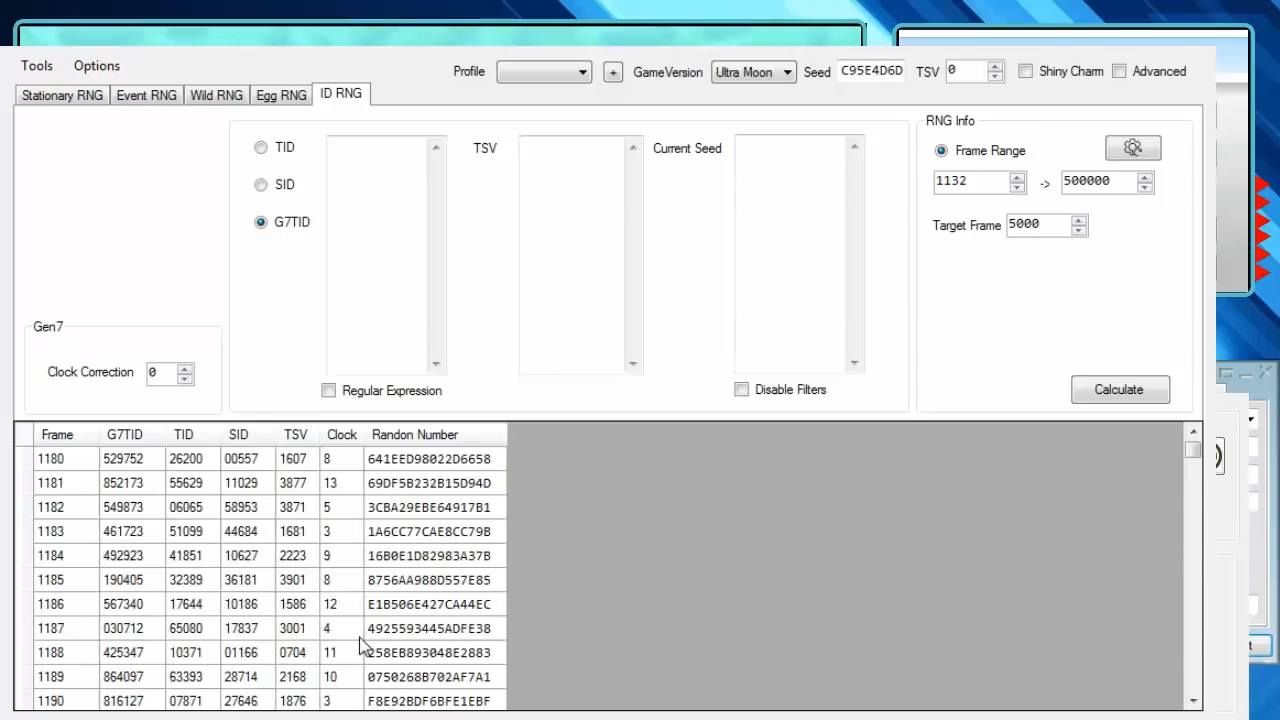 Tools Options
Profile + GameVersion Ultra Moon Seed C95E4D6D TSV 0 Shiny Charm Advanced
Stationary RNG Event RNG Wild RNG Egg RNG ID RNG
RNG Info
TID TSV Current Seed Frame Range
SID 1132 -> 500000
G7TID Target Frame 5000
Gen7
Clock Correction 0
Regular Expression Disable Filters Calculate
Frame G7TID TID SID TSV Clock Randon Number
1180 529752 26200 00557 1607 8 641EED98022D6658
1181 852173 55629 11029 3877 13 69DF5B232B15D94D
1182 549873 06065 58953 3871 5 3CBA29EBE64917B1
1183 461723 51099 44684 1681 3 1A6CC77CAE8CC79B
1184 492923 41851 10627 2223 9 16B0E1D82983A37B
1185 190405 32389 36181 3901 8 8756AA988D557E85
1186 567340 17644 10186 1586 12 E1B506E427CA44EC
1187 030712 65080 17837 3001 4 4925593445ADFE38
1188 425347 10371 01166 0704 11 258EB893048E2883
1189 864097 63393 28714 2168 10 0750268B702AF7A1
1190 816127 07871 27646 1876 3 F8E92BDF6BFE1EBF